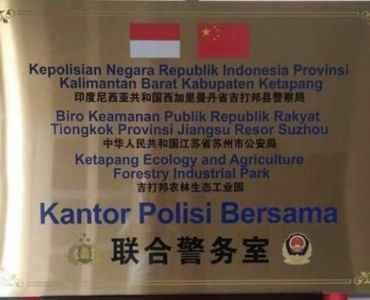 Kepolisian Negara Republik Indonesia Provinsi
Kalimantan Barat Kabupaten Ketapang
印度尼西亚共和国西加里曼丹省吉打邦县警察局
Biro Keamanan Publik Republik Rakyat
Tiongkok Provinsi Jiangsu Resor Suzhou
中华人民共和国江苏省苏州市公安局
Ketapang Ecology and Agriculture
Forestry Industrial Park
吉打邦农林生态工业园
Kantor Polisi Bersama
联合警务室